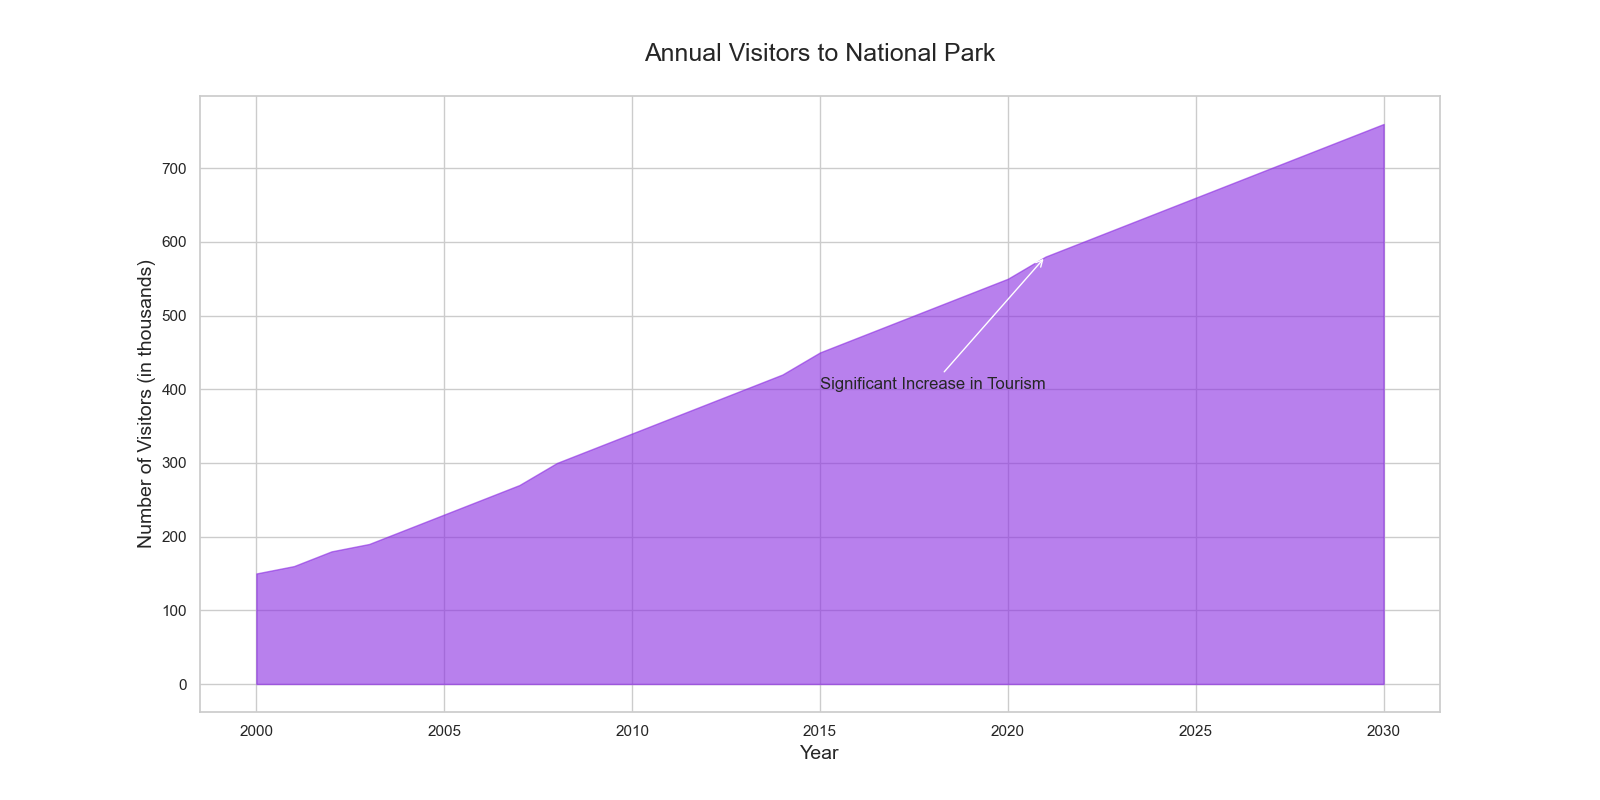 Annual Visitors to National Park
Number of Visitors (in thousands)
700
600
500
400
300
200
100
0
Significant Increase in Tourism
2000 2005 2010 2015 2020 2025 2030
Year